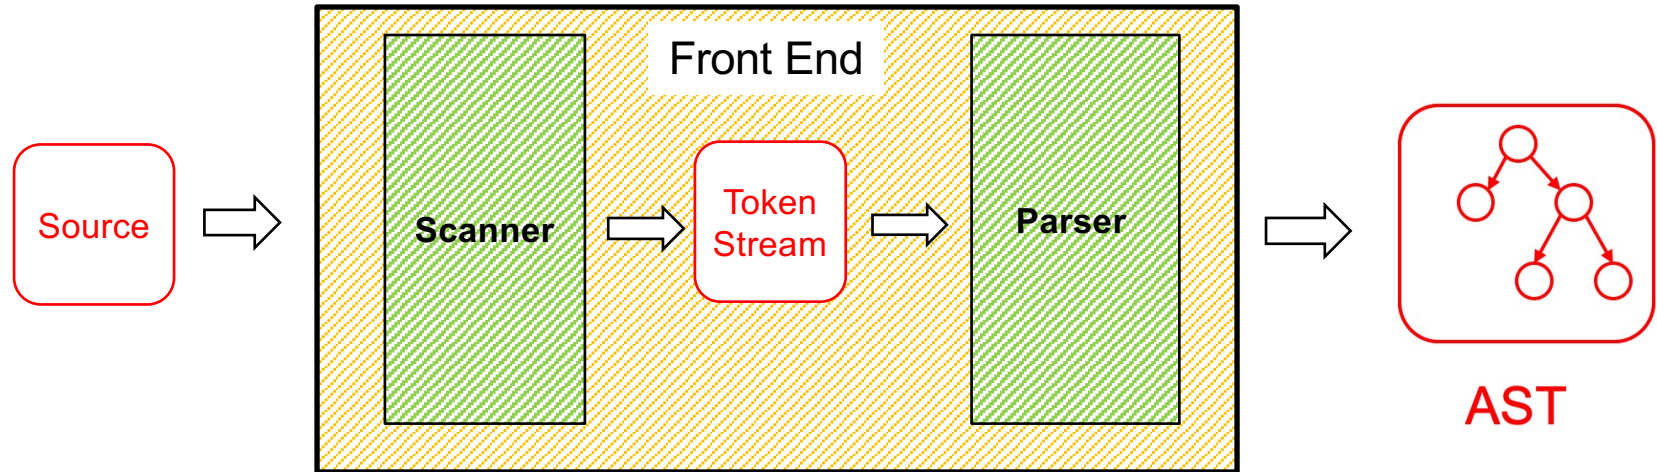 Front End
Source
Scanner
Token
Stream
Parser
AST